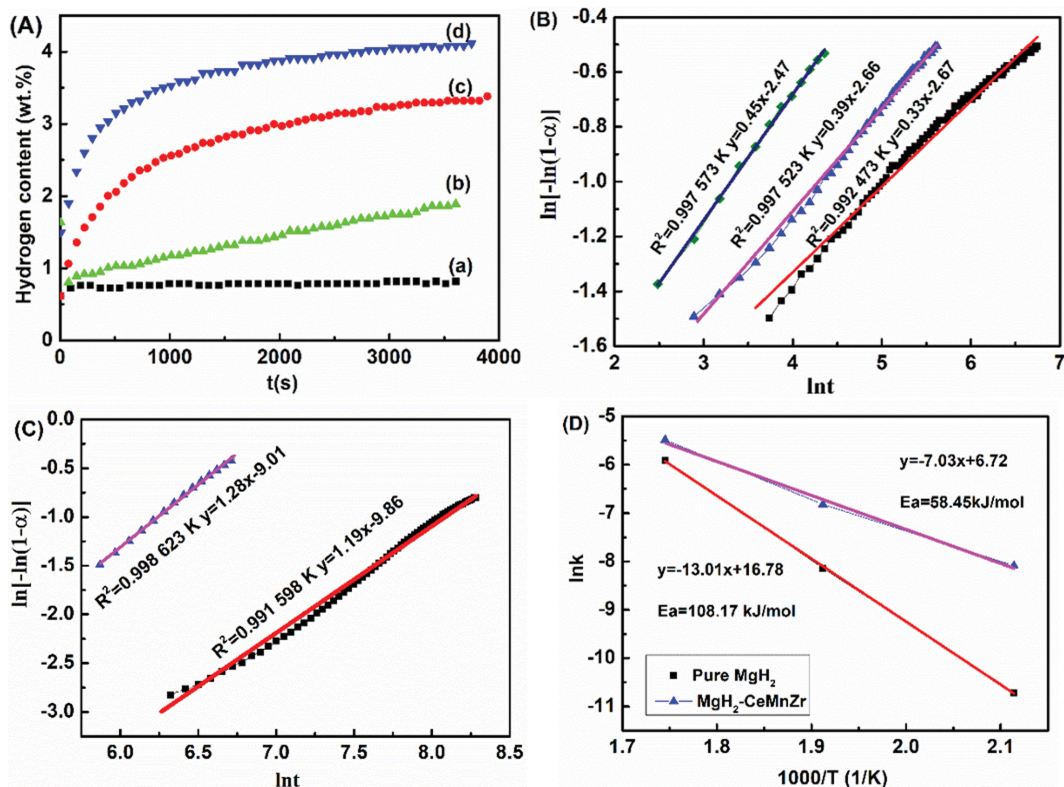 (A)
Hydrogen content (wt.%)
4
3
2
1
0
(d)
(c)
(b)
(a)
0
1000
2000
3000
4000
t(s)
(B)
ln[-ln(1-α)]
-0.4
-0.6
-0.8
-1.0
-1.2
-1.4
-1.6
R²=0.997 573 K y=0.45x-2.47
R²=0.997 523 K y=0.39x-2.66
R²=0.992 473 K y=0.33x-2.67
2
3
4
5
6
7
lnt
(C)
ln[-ln(1-α)]
0.0
-0.5
-1.0
-1.5
-2.0
-2.5
-3.0
R²=0.998 623 K y=1.28x-9.01
R²=0.991 598 K y=1.19x-9.86
6.0
6.5
7.0
7.5
8.0
8.5
lnt
(D)
lnk
-5
-6
-7
-8
-9
-10
-11
y=-7.03x+6.72
Ea=58.45kJ/mol
y=-13.01x+16.78
Ea=108.17 kJ/mol
Pure MgH₂
MgH₂-CeMnZr
1.7
1.8
1.9
2.0
2.1
1000/T (1/K)